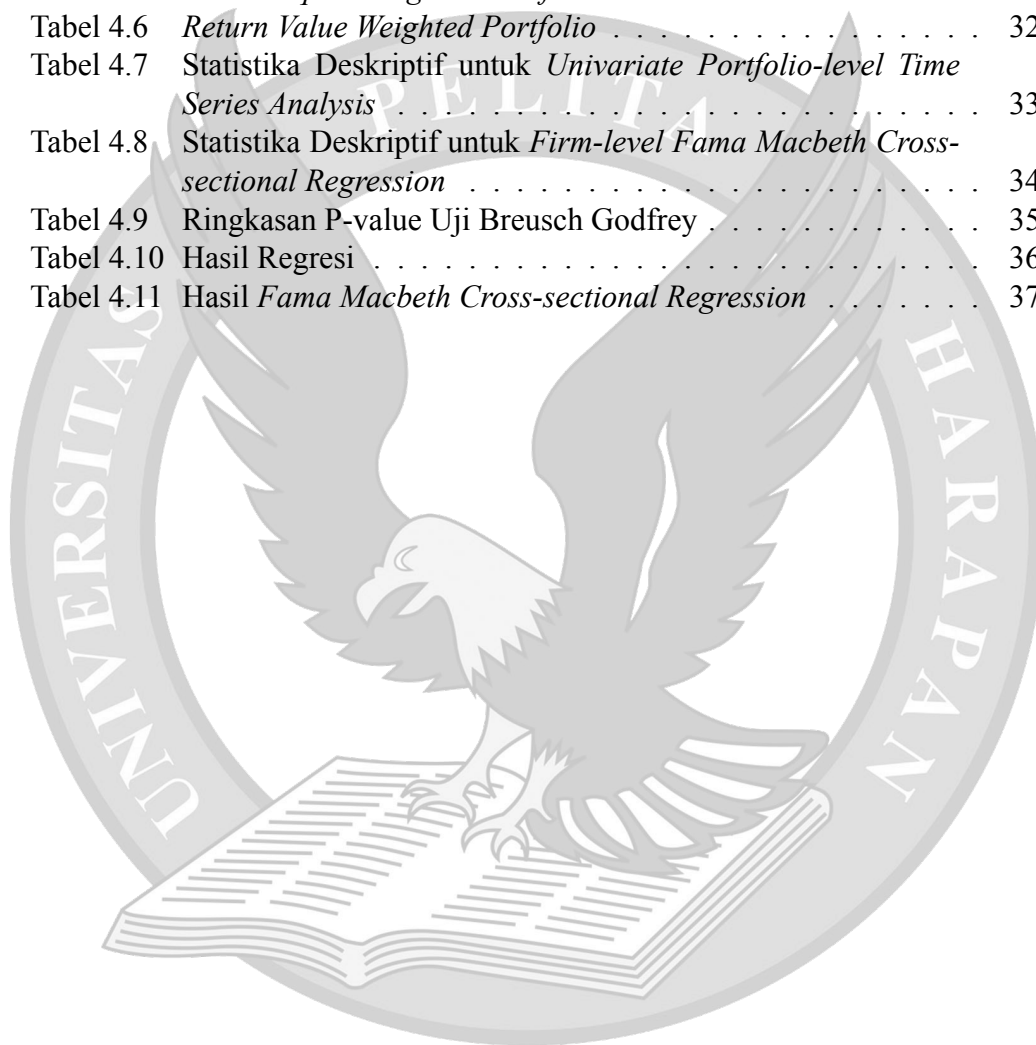 Tabel 4.6 Return Value Weighted Portfolio . . . . . . . . . . . . . . . . 32
Tabel 4.7 Statistika Deskriptif untuk Univariate Portfolio-level Time
Series Analysis . . . . . . . . . . . . . . . . . . . . . . . . . 33
Tabel 4.8 Statistika Deskriptif untuk Firm-level Fama Macbeth Cross-
sectional Regression . . . . . . . . . . . . . . . . . . . . . . 34
Tabel 4.9 Ringkasan P-value Uji Breusch Godfrey . . . . . . . . . . . . 35
Tabel 4.10 Hasil Regresi . . . . . . . . . . . . . . . . . . . . . . . . . . 36
Tabel 4.11 Hasil Fama Macbeth Cross-sectional Regression . . . . . . . 37
UNIVERSITAS PELITA HARAPAN